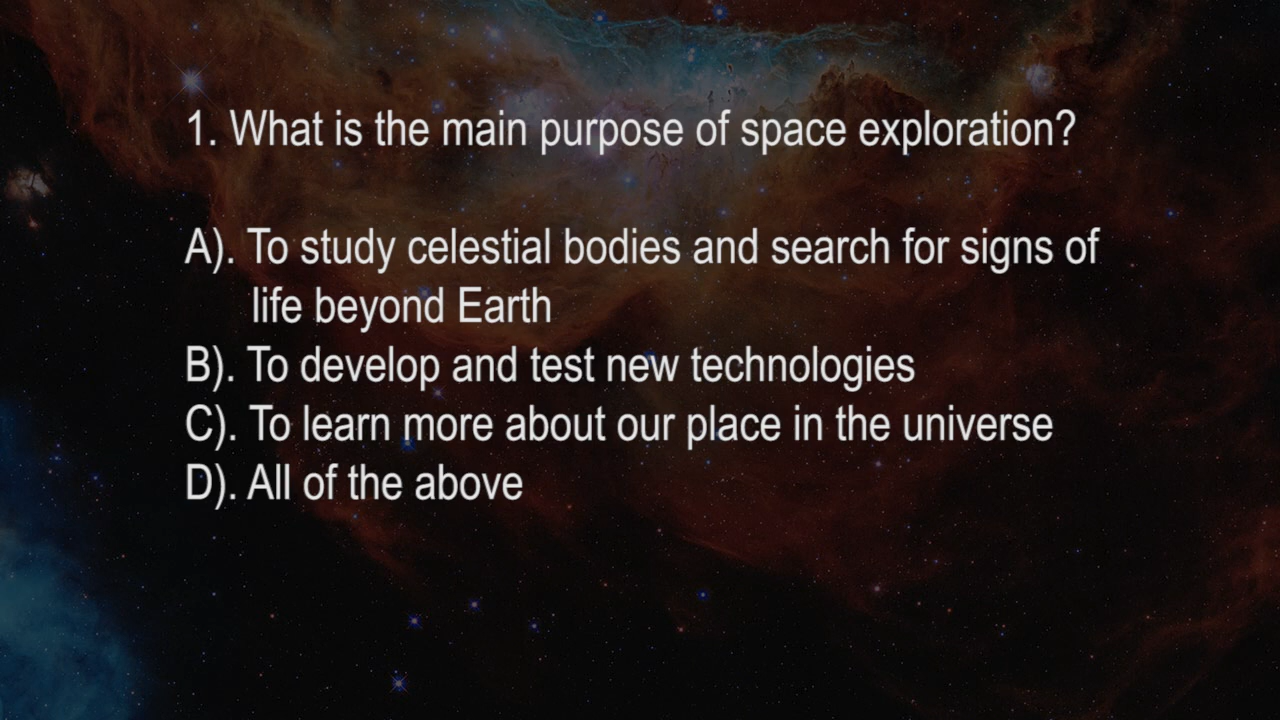 1. What is the main purpose of space exploration?
A). To study celestial bodies and search for signs of
life beyond Earth
B). To develop and test new technologies
C). To learn more about our place in the universe
D). All of the above